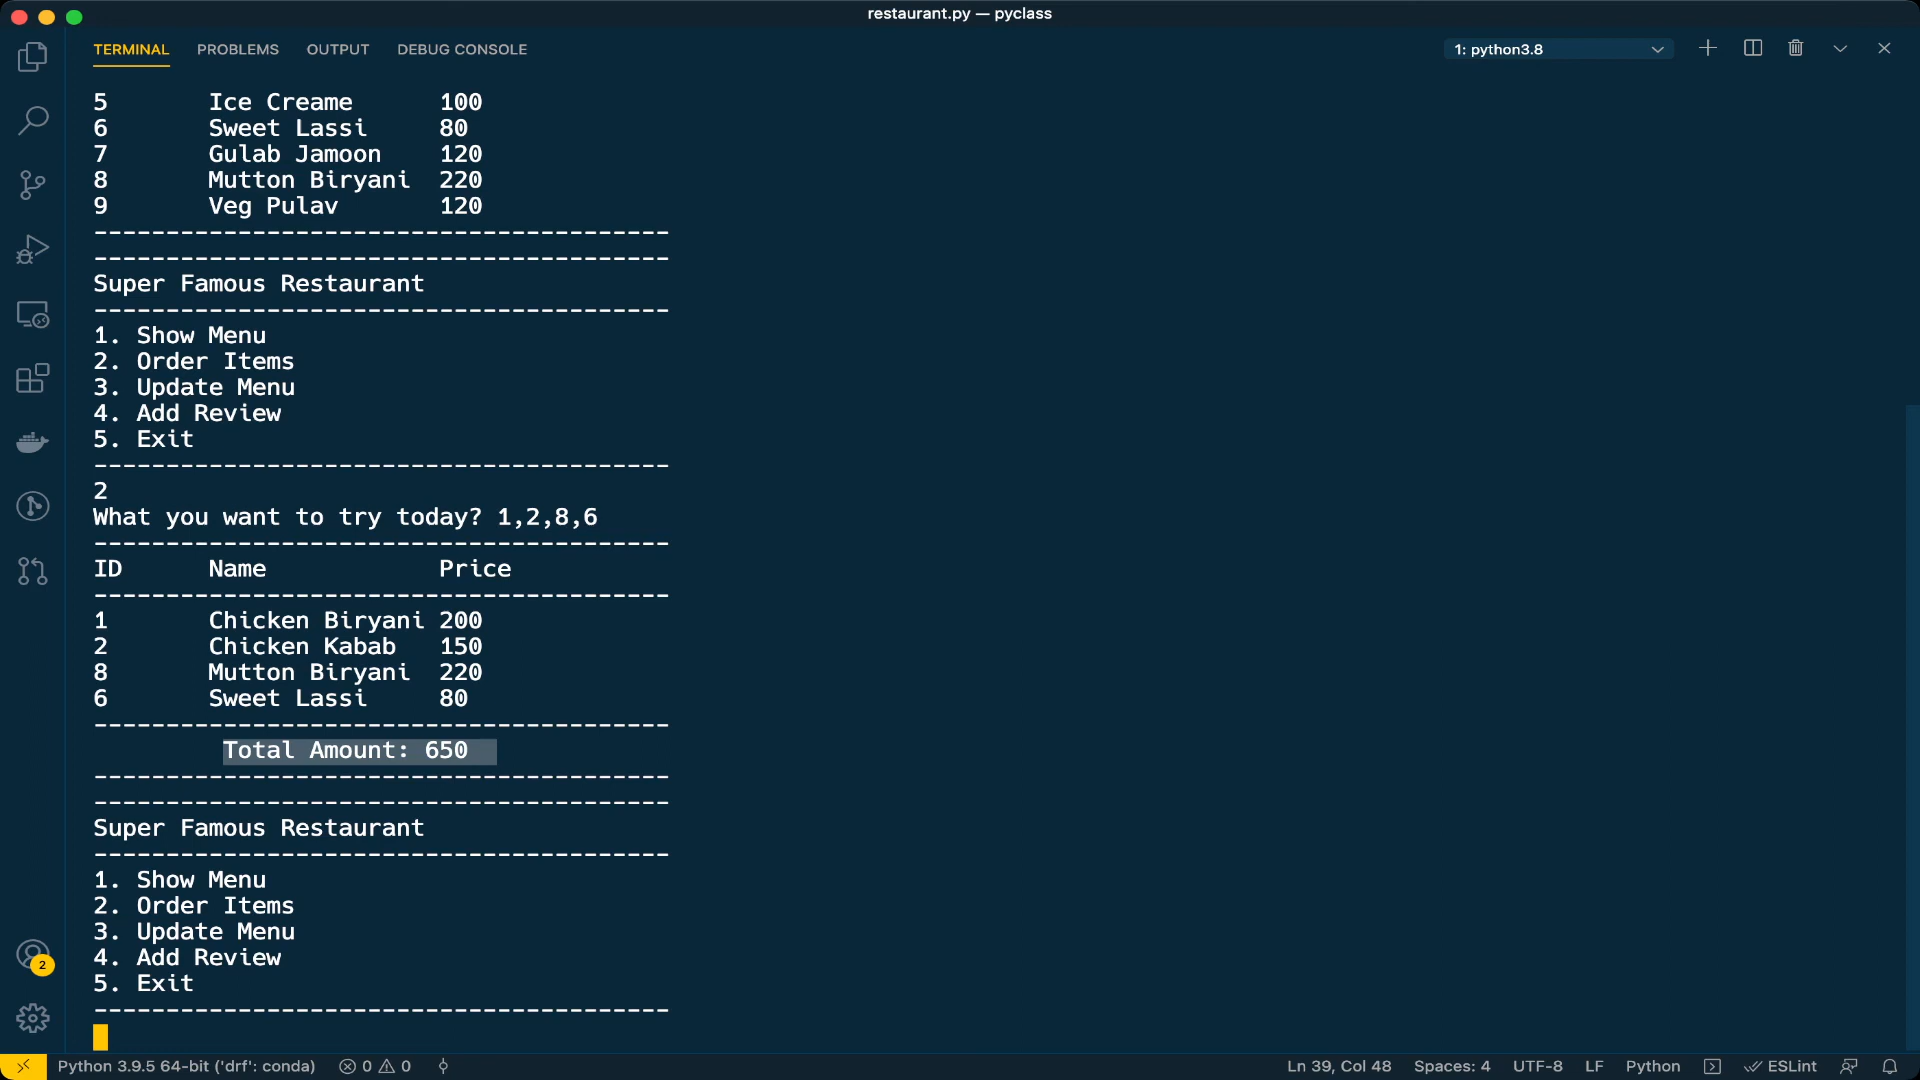 restaurant.py — pyclass
TERMINAL PROBLEMS OUTPUT DEBUG CONSOLE 1: python3.8
5 Ice Creame 100
6 Sweet Lassi 80
7 Gulab Jamoon 120
8 Mutton Biryani 220
9 Veg Pulav 120
----------------------------------------
----------------------------------------
Super Famous Restaurant
----------------------------------------
1. Show Menu
2. Order Items
3. Update Menu
4. Add Review
5. Exit
----------------------------------------
2
What you want to try today? 1,2,8,6
----------------------------------------
ID Name Price
----------------------------------------
1 Chicken Biryani 200
2 Chicken Kabab 150
8 Mutton Biryani 220
6 Sweet Lassi 80
----------------------------------------
Total Amount: 650
----------------------------------------
----------------------------------------
Super Famous Restaurant
----------------------------------------
1. Show Menu
2. Order Items
3. Update Menu
4. Add Review
5. Exit
----------------------------------------
2
Python 3.9.5 64-bit ('drf': conda) 0 0 Ln 39, Col 48 Spaces: 4 UTF-8 LF Python ESLint